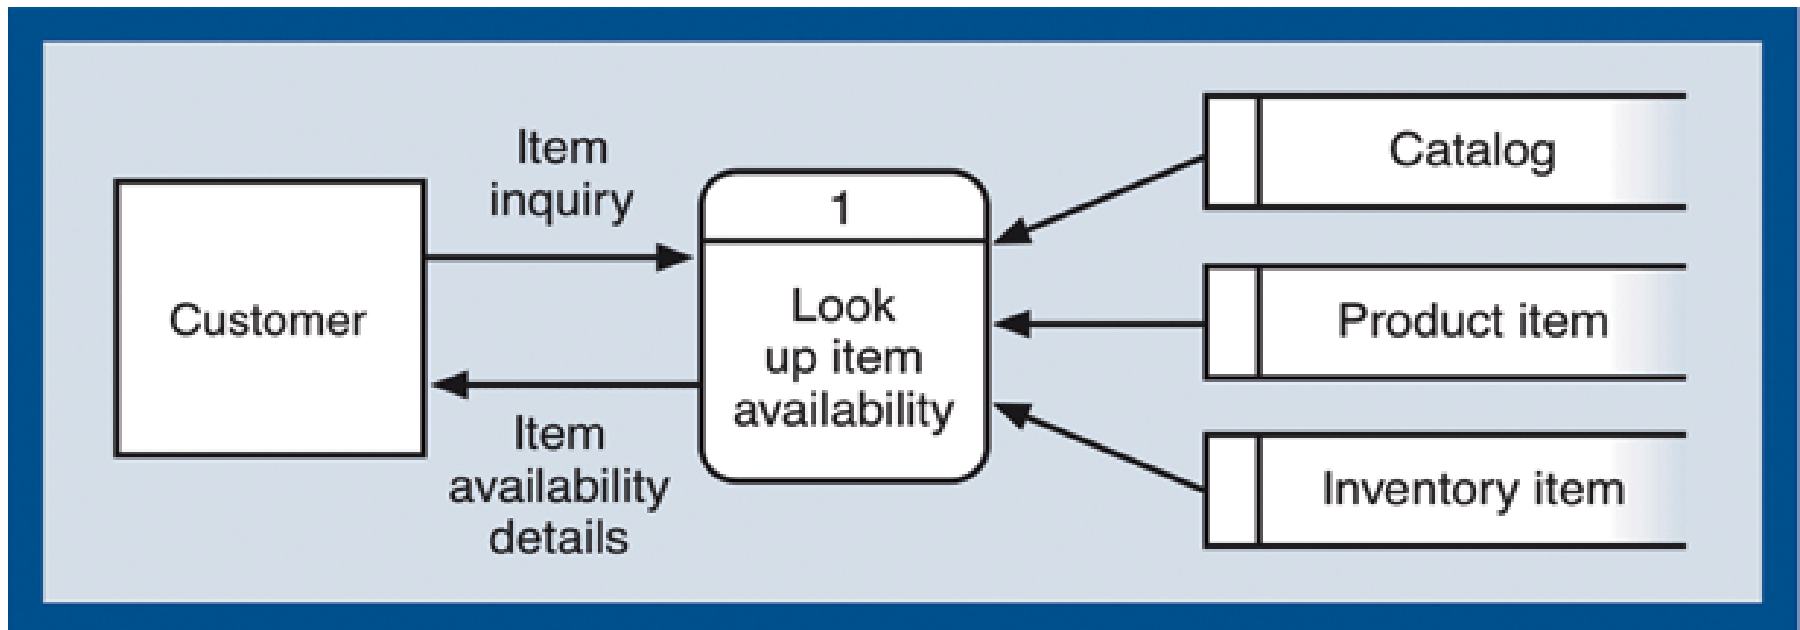 Item
inquiry
Customer
Item
availability
details
1
Look
up item
availability
Catalog
Product item
Inventory item